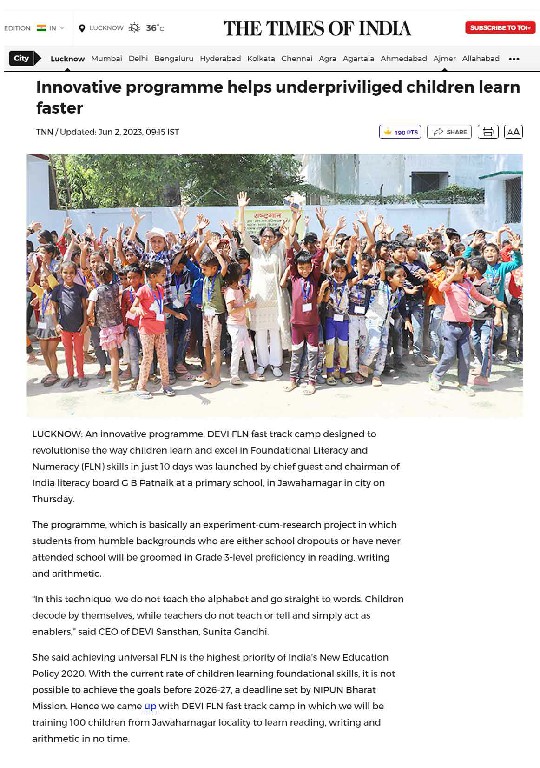 EDITION IN LUCKNOW 36°C THE TIMES OF INDIA SUBSCRIBE TO TOI+
City Lucknow Mumbai Delhi Bengaluru Hyderabad Kolkata Chennai Agra Agartala Ahmedabad Ajmer Allahabad •••
Innovative programme helps underpriviliged children learn
faster
TNN / Updated: Jun 2, 2023, 09:15 IST
190 PTS SHARE AA
LUCKNOW: An innovative programme, DEVI FLN fast track camp designed to
revolutionise the way children learn and excel in Foundational Literacy and
Numeracy (FLN) skills in just 10 days was launched by chief guest and chairman of
India literacy board G B Patnaik at a primary school, in Jawaharnagar in city on
Thursday.
The programme, which is basically an experiment-cum-research project in which
students from humble backgrounds who are either school dropouts or have never
attended school will be groomed in Grade 3-level proficiency in reading, writing
and arithmetic.
"In this technique, we do not teach the alphabet and go straight to words. Children
decode by themselves, while teachers do not teach or tell and simply act as
enablers," said CEO of DEVI Sansthan, Sunita Gandhi.
She said achieving universal FLN is the highest priority of India's New Education
Policy 2020. With the current rate of children learning foundational skills, it is not
possible to achieve the goals before 2026-27, a deadline set by NIPUN Bharat
Mission. Hence we came up with DEVI FLN fast track camp in which we will be
training 100 children from Jawaharnagar locality to learn reading, writing and
arithmetic in no time.